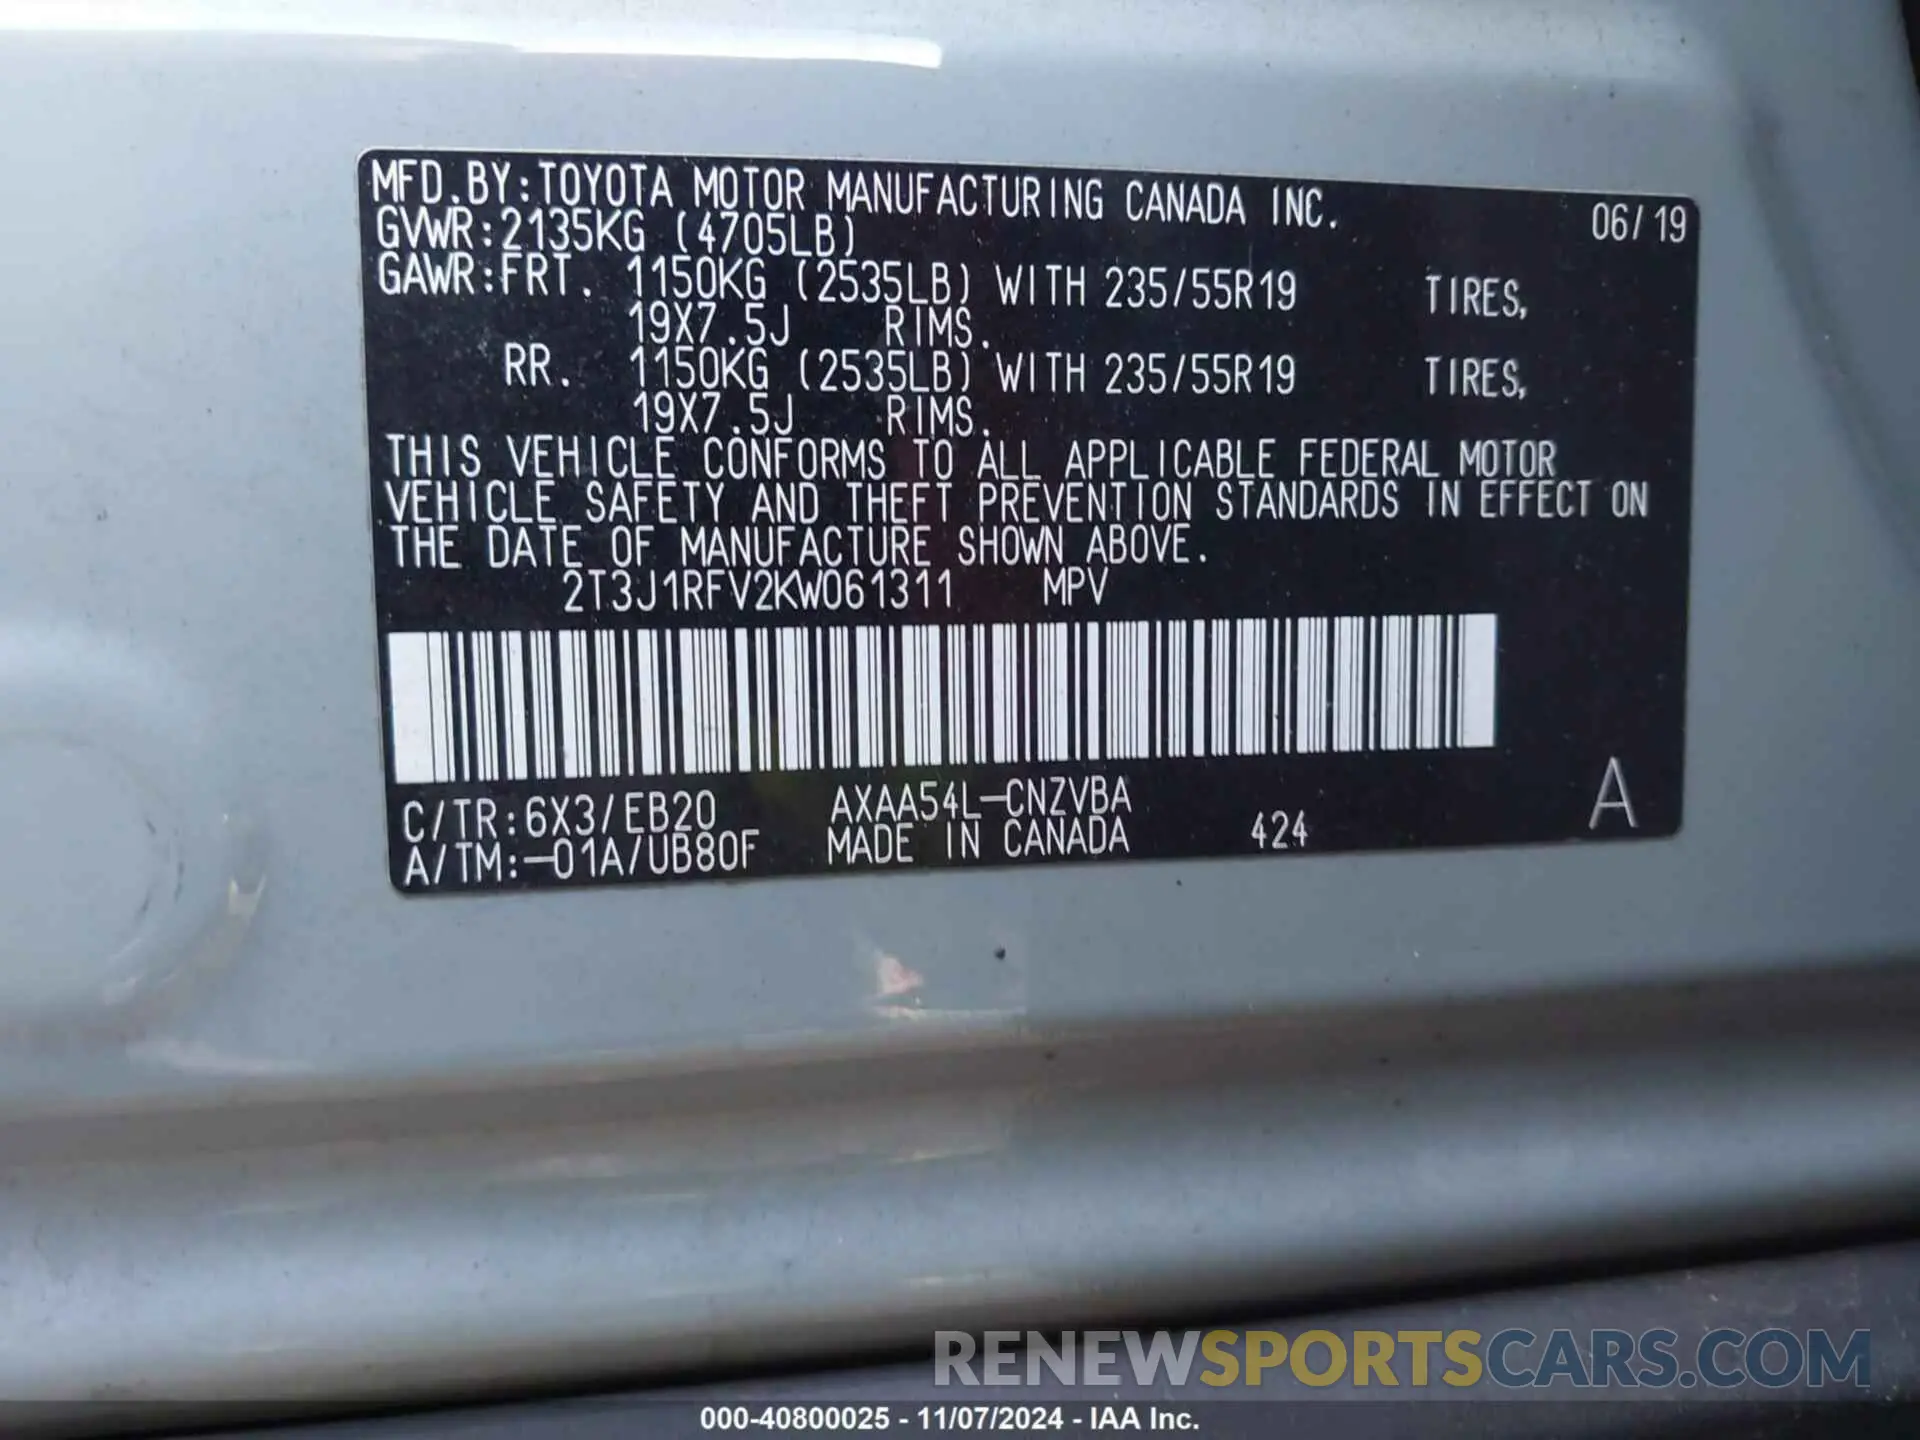 MFD.BY:TOYOTA MOTOR MANUFACTURING CANADA INC. 06/19
GVWR:2135KG (4705LB)
GAWR:FRT. 1150KG (2535LB) WITH 235/55R19 TIRES,
19X7.5J RIMS.
RR. 1150KG (2535LB) WITH 235/55R19 TIRES,
19X7.5J RIMS.
THIS VEHICLE CONFORMS TO ALL APPLICABLE FEDERAL MOTOR
VEHICLE SAFETY AND THEFT PREVENTION STANDARDS IN EFFECT ON
THE DATE OF MANUFACTURE SHOWN ABOVE.
2T3J1RFV2KW061311 MPV
C/TR:6X3/EB20 AXAA54L-CNZVBA A
A/TM:-01A/UB80F MADE IN CANADA 424
RENEWSPORTSCARS.COM
000-40800025 - 11/07/2024 - IAA Inc.